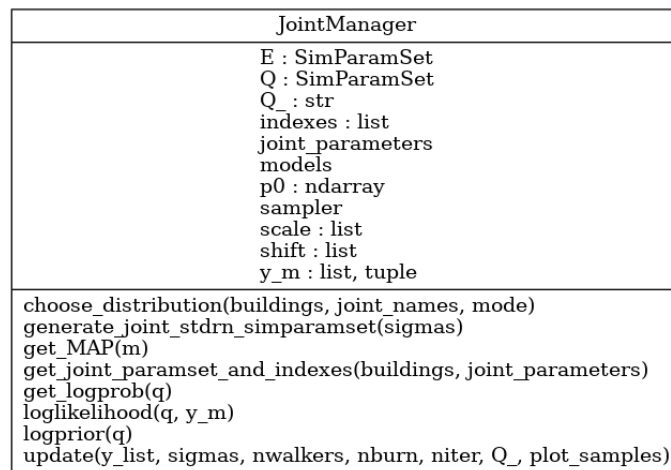 JointManager
E : SimParamSet
Q : SimParamSet
Q_ : str
indexes : list
joint_parameters
models
p0 : ndarray
sampler
scale : list
shift : list
y_m : list, tuple
choose_distribution(buildings, joint_names, mode)
generate_joint_stdrn_simparamset(sigmas)
get_MAP(m)
get_joint_paramset_and_indexes(buildings, joint_parameters)
get_logprob(q)
loglikelihood(q, y_m)
logprior(q)
update(y_list, sigmas, nwalkers, nburn, niter, Q_, plot_samples)